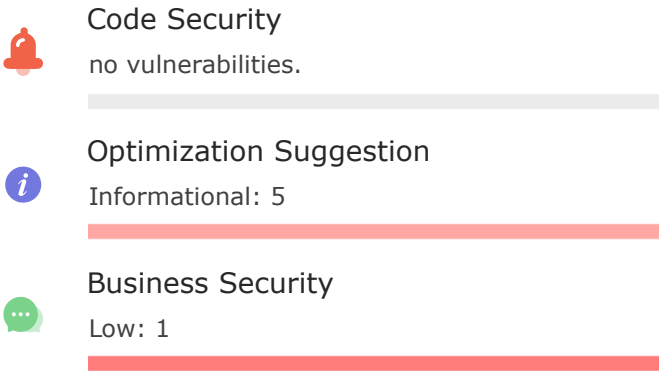 Code Security
no vulnerabilities.
Optimization Suggestion
Informational: 5
Business Security
Low: 1